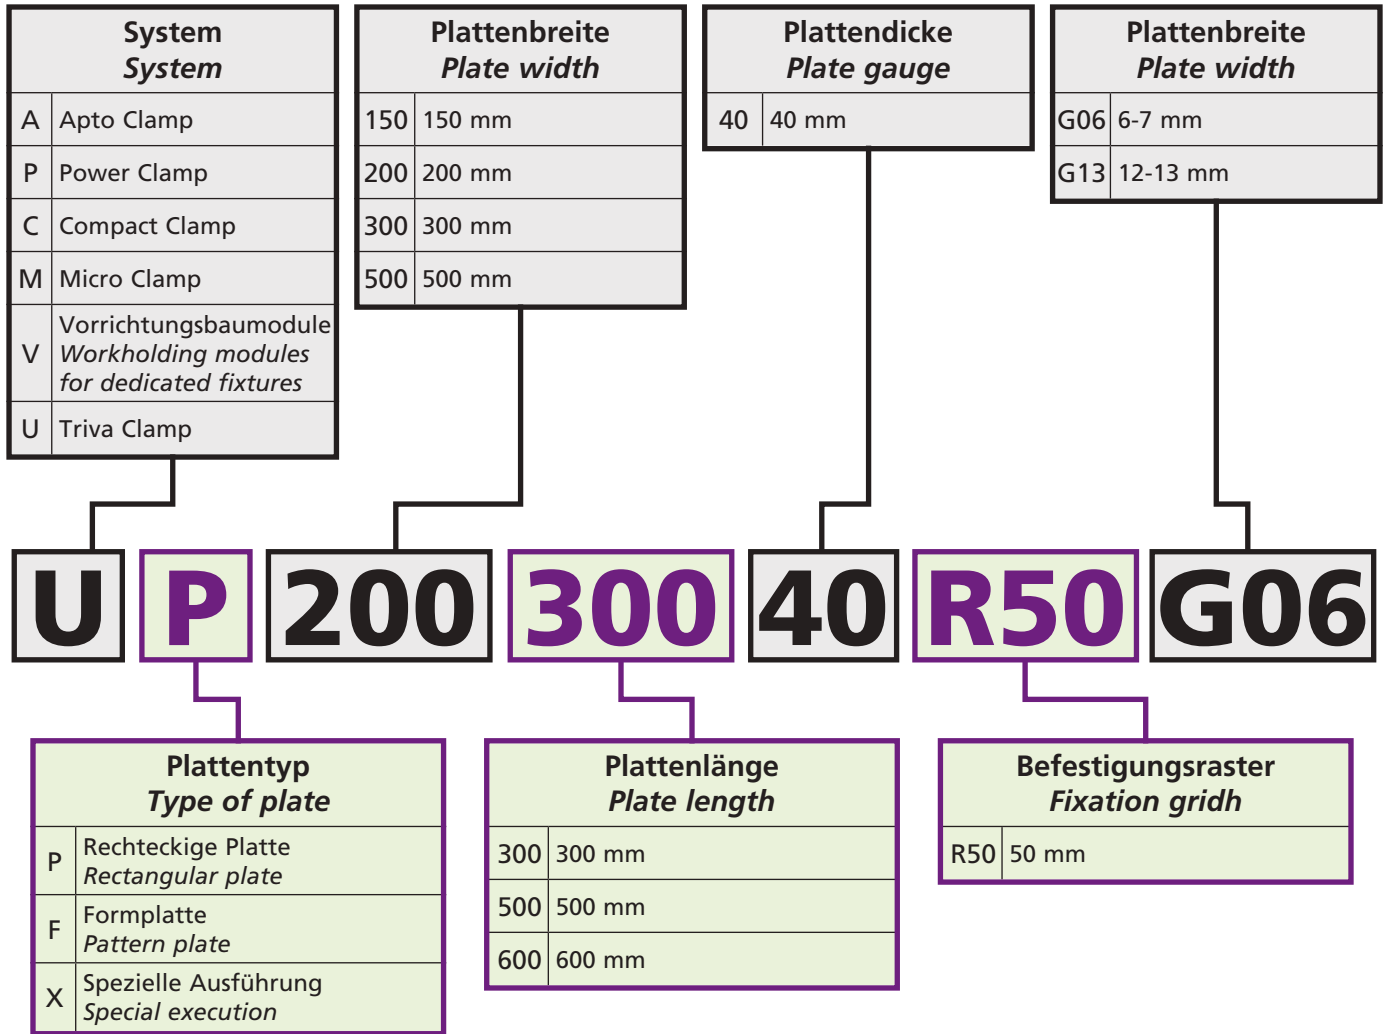 System
System
A Apto Clamp
P Power Clamp
C Compact Clamp
M Micro Clamp
V Vorrichtungsbaumodule
Workholding modules
for dedicated fixtures
U Triva Clamp
Plattenbreite
Plate width
150 150 mm
200 200 mm
300 300 mm
500 500 mm
Plattendicke
Plate gauge
40 40 mm
Plattenbreite
Plate width
G06 6-7 mm
G13 12-13 mm
U P 200 300 40 R50 G06
Plattentyp
Type of plate
P Rechteckige Platte
Rectangular plate
F Formplatte
Pattern plate
X Spezielle Ausführung
Special execution
Plattenlänge
Plate length
300 300 mm
500 500 mm
600 600 mm
Befestigungsraster
Fixation gridh
R50 50 mm